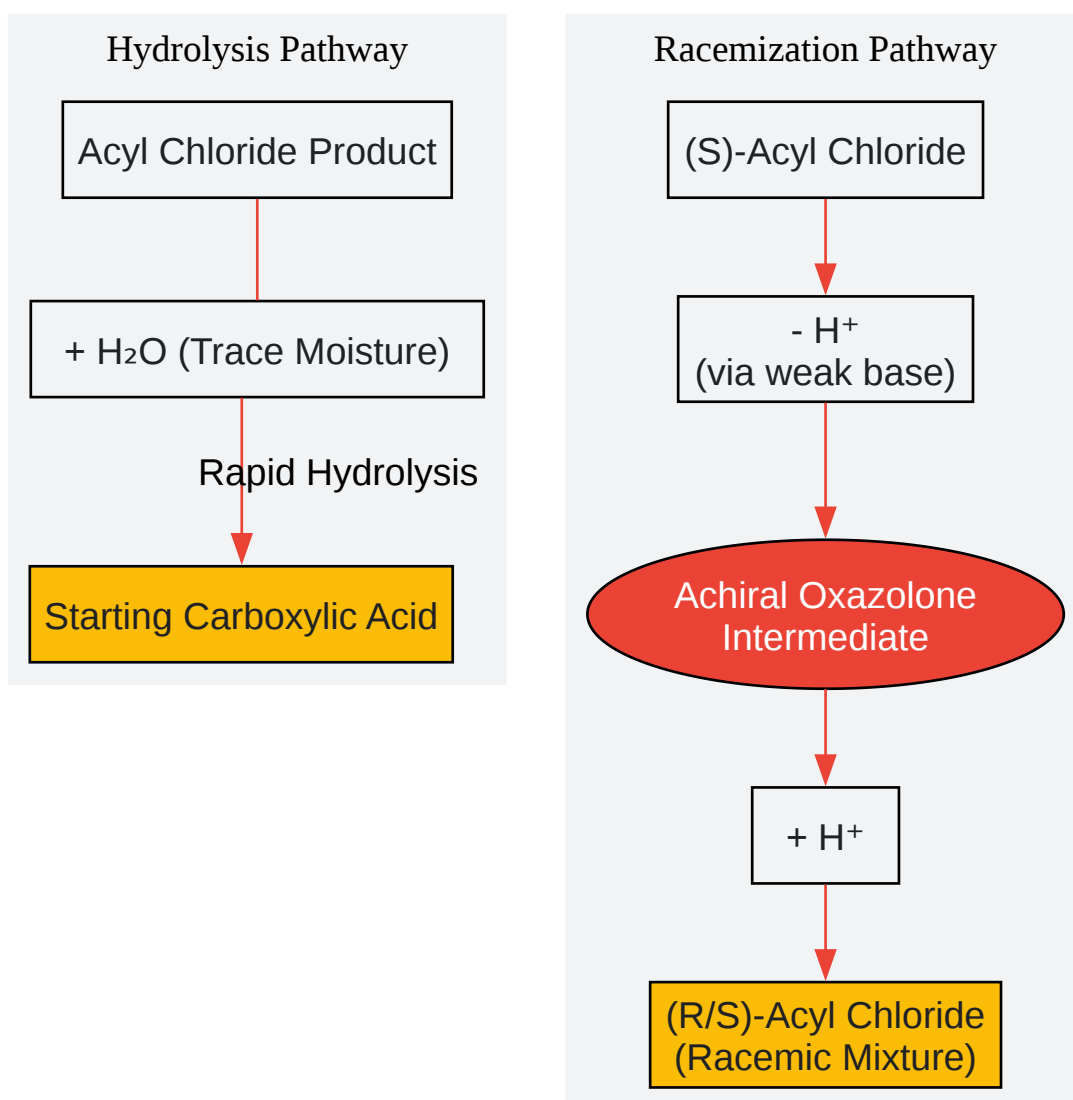 Hydrolysis Pathway
Acyl Chloride Product
+ H₂O (Trace Moisture)
Rapid Hydrolysis
Starting Carboxylic Acid
Racemization Pathway
(S)-Acyl Chloride
- H⁺
(via weak base)
Achiral Oxazolone
Intermediate
+ H⁺
(R/S)-Acyl Chloride
(Racemic Mixture)